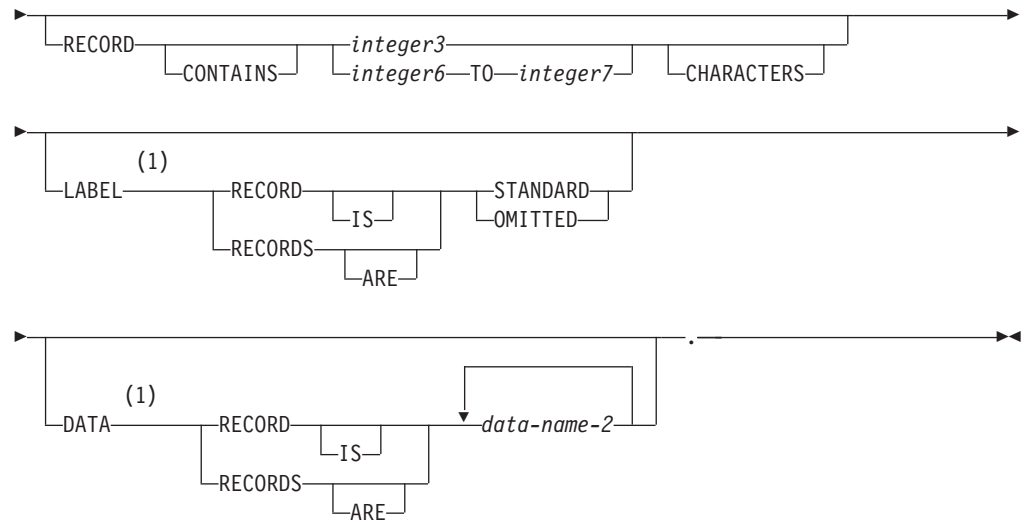 RECORD CONTAINS integer3 CHARACTERS
integer6 TO integer7
LABEL (1) RECORD IS STANDARD
RECORDS ARE OMITTED
DATA (1) RECORD IS data-name-2 .
RECORDS ARE